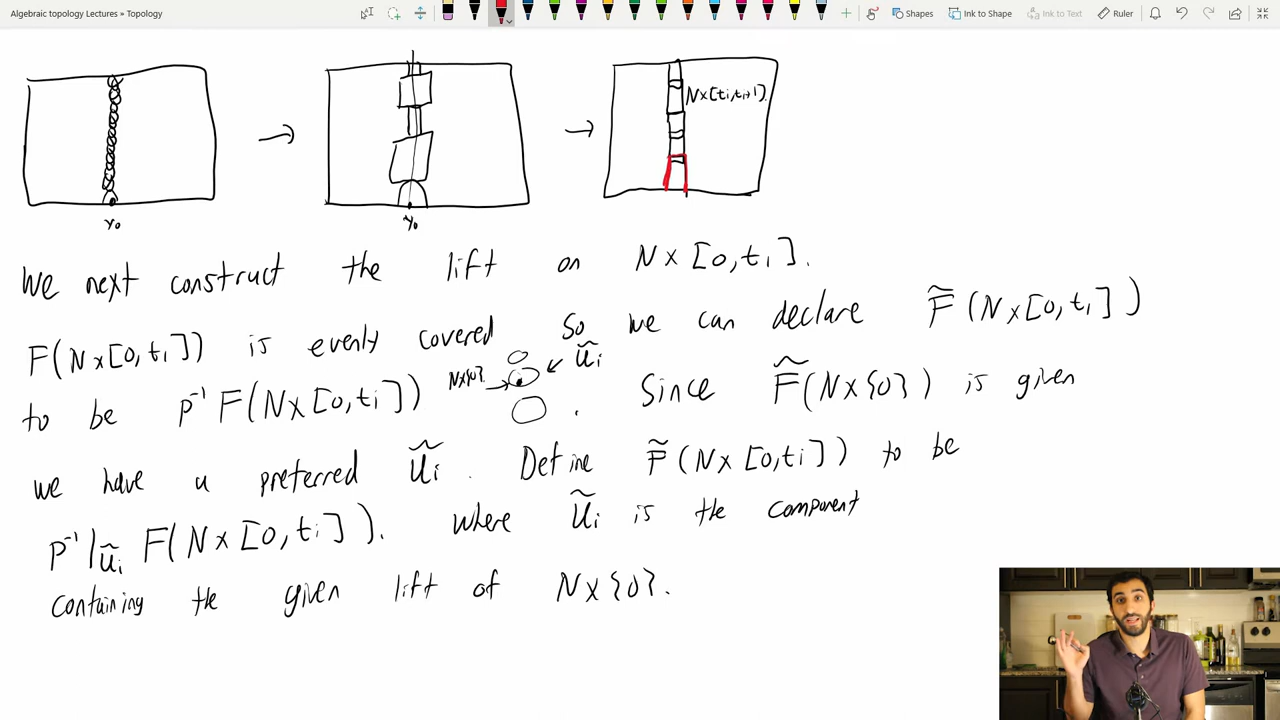 Algebraic topology Lectures » Topology
Shapes
Ink to Shape
Ink to Text
Ruler
N×[ti,ti+1].
y₀
y₀
We next construct the lift on N×[0,t₁].
F(N×[0,t₁]) is evenly covered So we can declare F̃(N×[0,t₁])
to be p⁻¹ F(N×[0,t₁]) N×{0} Ũi . Since F̃(N×{0}) is given
we have a preferred Ũi . Define F̃(N×[0,t₁]) to be
p⁻¹|Ũi F(N×[0,t₁]). where Ũi is the component
containing the given lift of N×{0}.